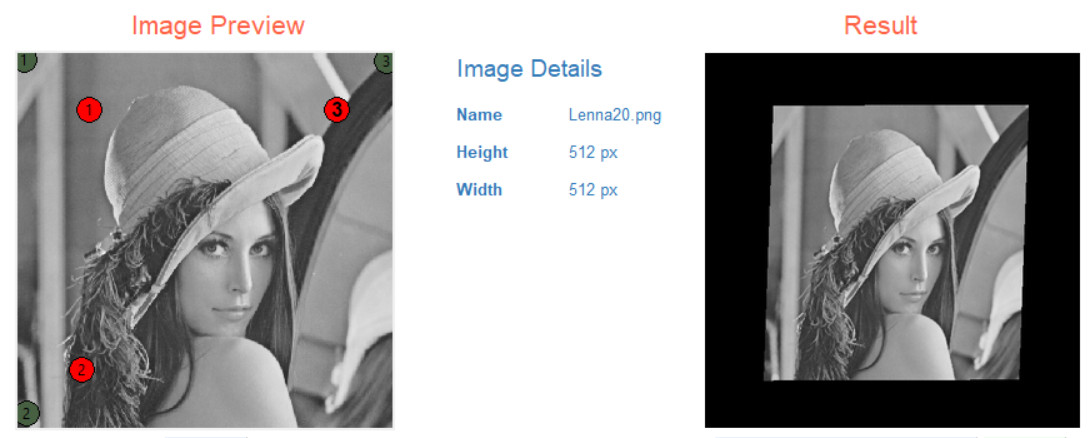 Image Preview
Result
1
3
Image Details
1
3
Name Lenna20.png
Height 512 px
Width 512 px
2
2